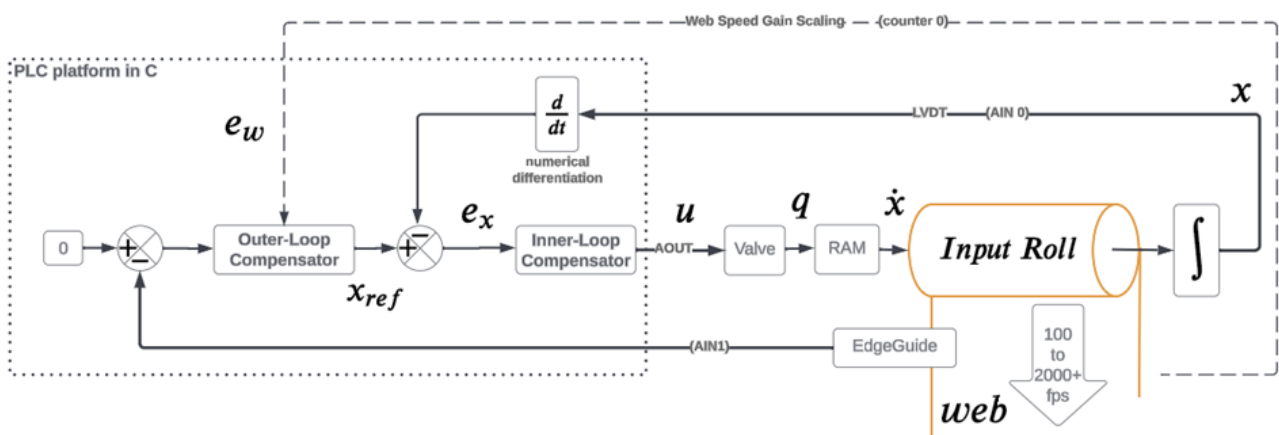 Web Speed Gain Scaling (counter 0)
PLC platform in C
d
dt
numerical
differentiation
LVDT (AIN 0)
x
e_w
0
+
−
Outer-Loop
Compensator
x_ref
+
−
e_x
Inner-Loop
Compensator
u
AOUT
Valve
q
RAM
ẋ
Input Roll
∫
(AIN1)
EdgeGuide
100
to
2000+
fps
web